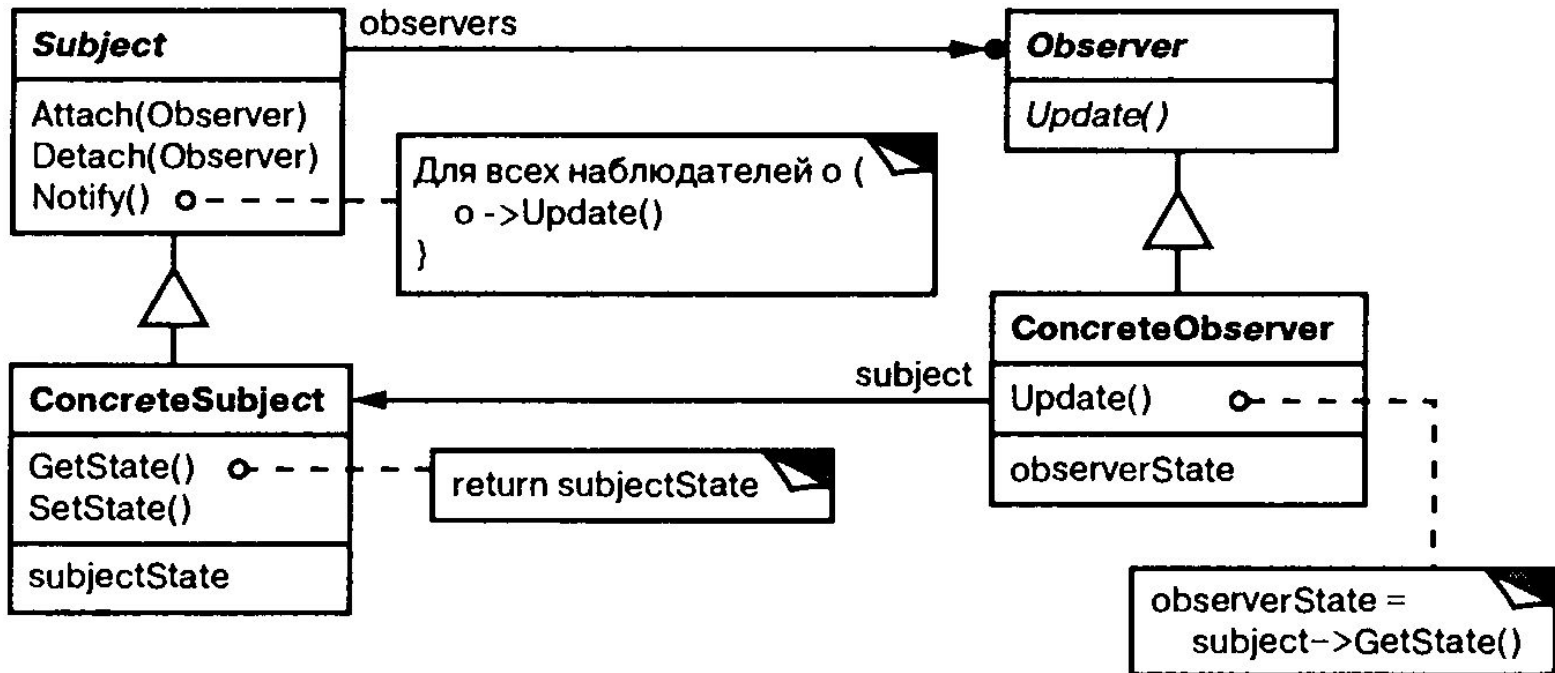 Subject
Attach(Observer)
Detach(Observer)
Notify()
observers
Observer
Update()
Для всех наблюдателей o (
o ->Update()
}
ConcreteSubject
GetState()
SetState()
subjectState
return subjectState
subject
ConcreteObserver
Update()
observerState
observerState =
subject->GetState()